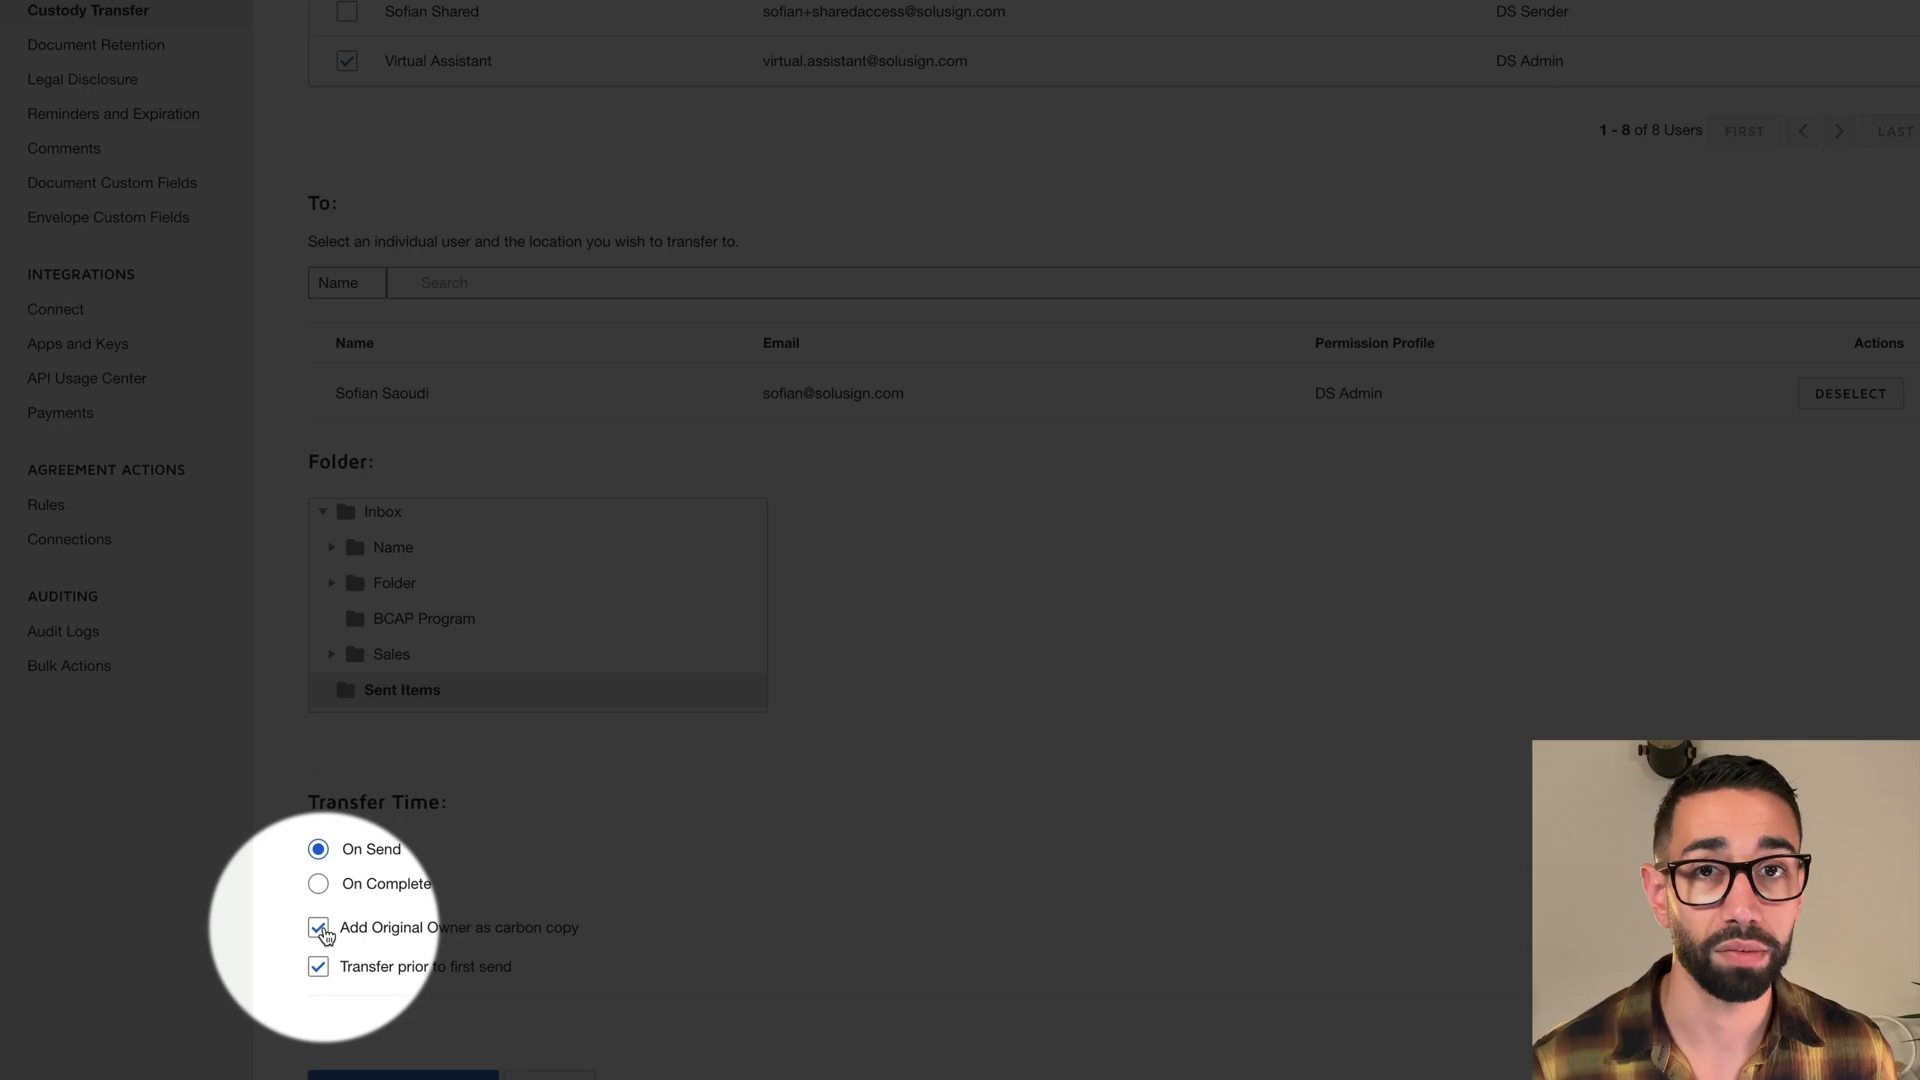 Custody Transfer
Document Retention
Legal Disclosure
Reminders and Expiration
Comments
Document Custom Fields
Envelope Custom Fields
INTEGRATIONS
Connect
Apps and Keys
API Usage Center
Payments
AGREEMENT ACTIONS
Rules
Connections
AUDITING
Audit Logs
Bulk Actions
Sofian Shared sofian+sharedaccess@solusign.com DS Sender
Virtual Assistant virtual.assistant@solusign.com DS Admin
1 - 8 of 8 Users FIRST LAST
To:
Select an individual user and the location you wish to transfer to.
Name Search
Name Email Permission Profile Actions
Sofian Saoudi sofian@solusign.com DS Admin DESELECT
Folder:
Inbox
Name
Folder
BCAP Program
Sales
Sent Items
Transfer Time:
On Send
On Complete
Add Original Owner as carbon copy
Transfer prior to first send